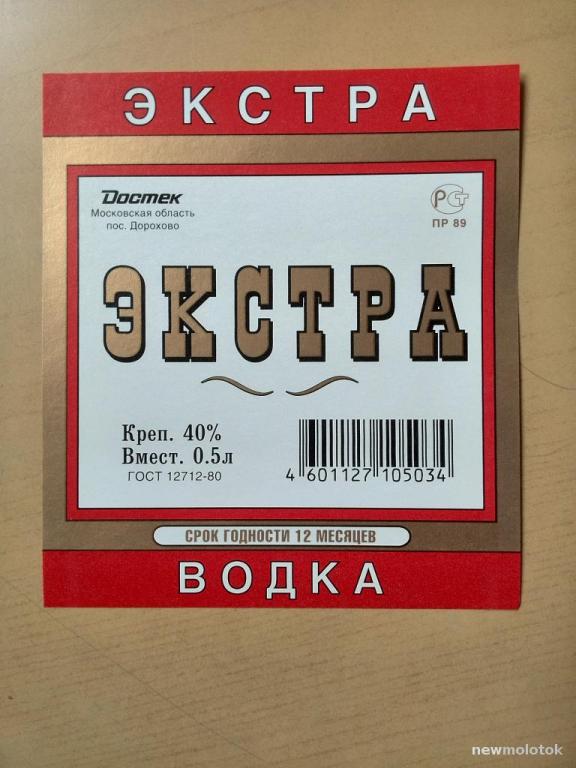 ЭКСТРА
Достек
Московская область
пос. Дорохово
РСТ
ПР 89
ЭКСТРА
Креп. 40%
Вмест. 0.5л
ГОСТ 12712-80
4 601127 105034
СРОК ГОДНОСТИ 12 МЕСЯЦЕВ
ВОДКА
newmolotok